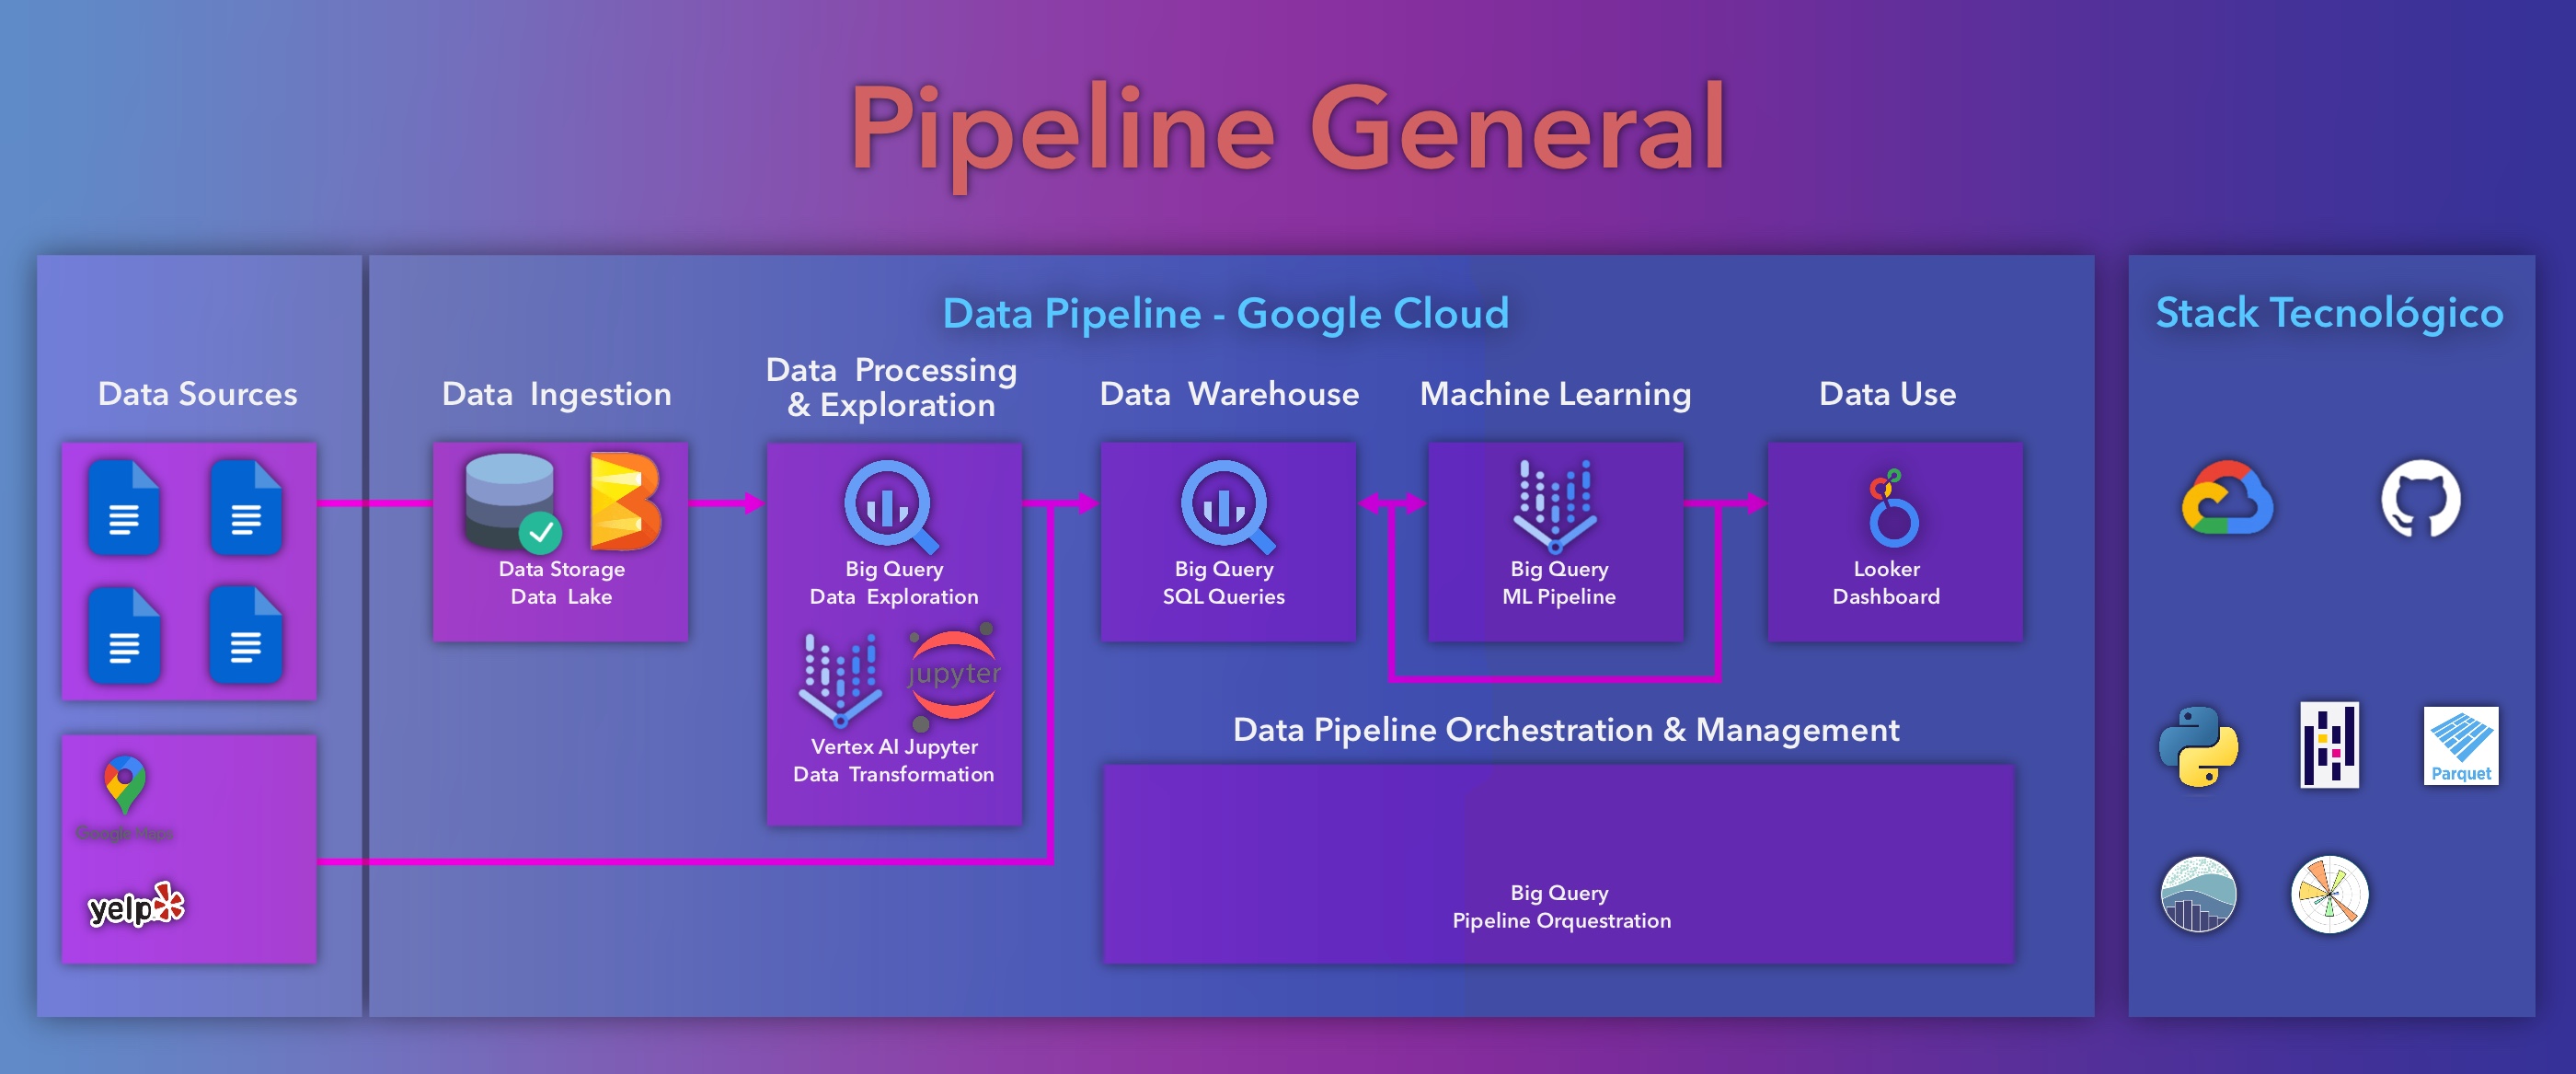 Pipeline General
Data Pipeline - Google Cloud
Stack Tecnológico
Data Sources
Data Ingestion
Data Processing
& Exploration
Data Warehouse
Machine Learning
Data Use
Data Storage
Data Lake
Big Query
Data Exploration
Big Query
SQL Queries
Big Query
ML Pipeline
Looker
Dashboard
jupyter
Vertex AI Jupyter
Data Transformation
Google Maps
yelp
Data Pipeline Orchestration & Management
Big Query
Pipeline Orquestration
Parquet